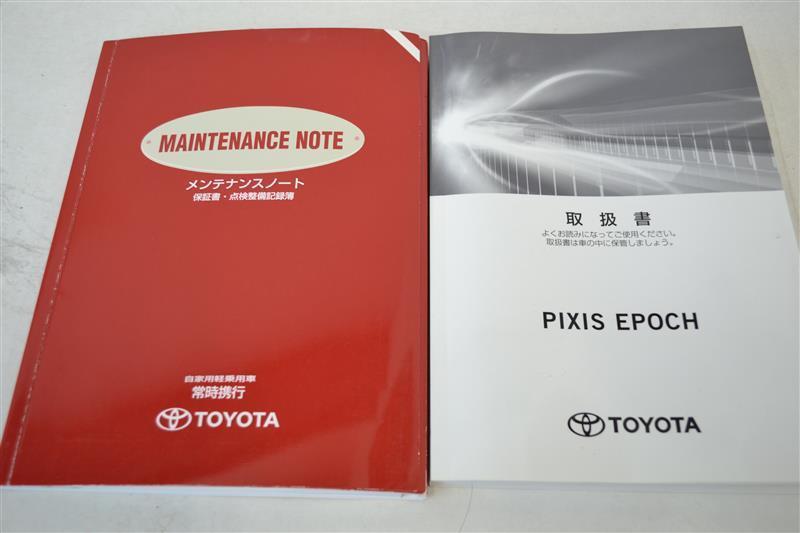 MAINTENANCE NOTE
メンテナンスノート
保証書・点検整備記録簿
自家用軽乗用車
常時携行
TOYOTA
取扱書
よくお読みになってご使用ください。
取扱書は車の中に保管しましょう。
PIXIS EPOCH
TOYOTA